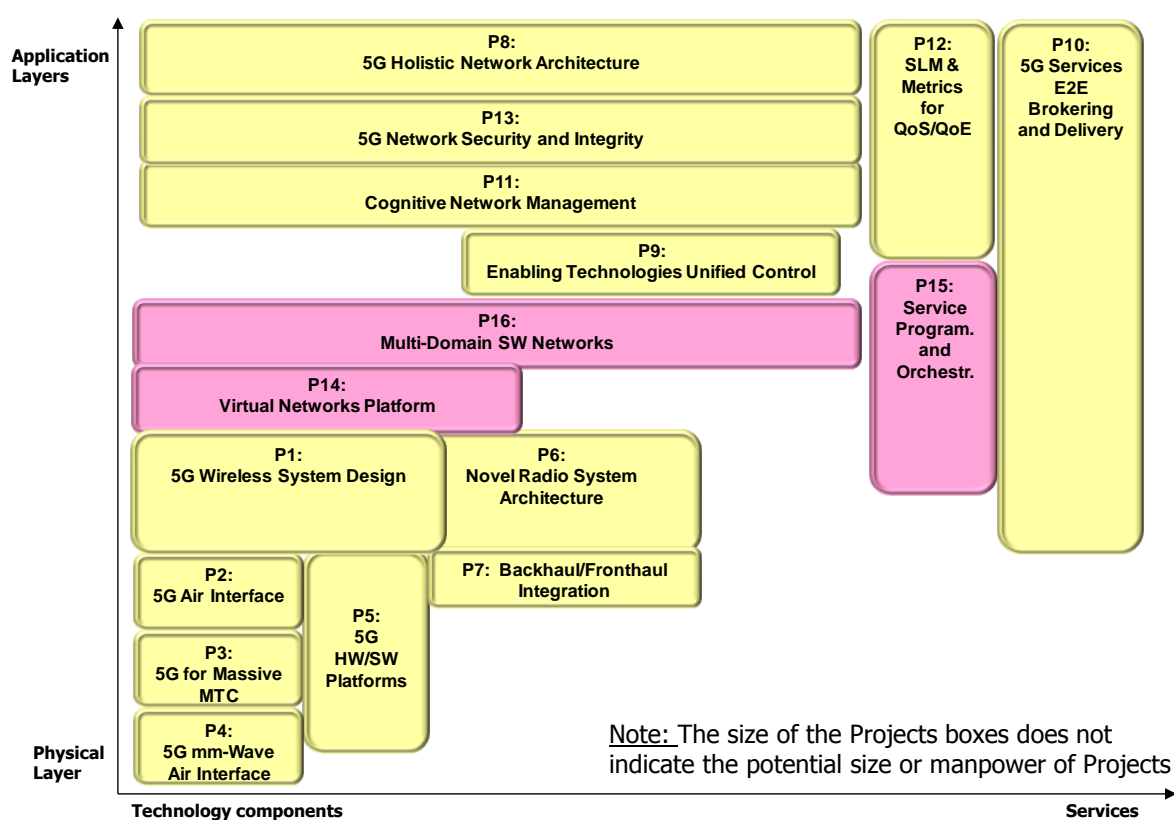 Application
Layers
P8:
5G Holistic Network Architecture
P12:
SLM &
Metrics
for
QoS/QoE
P10:
5G Services
E2E
Brokering
and Delivery
P13:
5G Network Security and Integrity
P11:
Cognitive Network Management
P9:
Enabling Technologies Unified Control
P15:
Service
Program.
and
Orchestr.
P16:
Multi-Domain SW Networks
P14:
Virtual Networks Platform
P1:
5G Wireless System Design
P6:
Novel Radio System
Architecture
P2:
5G Air Interface
P5:
5G
HW/SW
Platforms
P7: Backhaul/Fronthaul
Integration
P3:
5G for Massive
MTC
P4:
5G mm-Wave
Air Interface
Physical
Layer
Note: The size of the Projects boxes does not
indicate the potential size or manpower of Projects
Technology components
Services